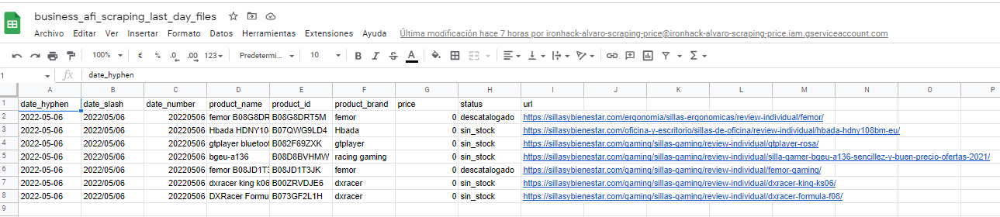 business_afi_scraping_last_day_files
Archivo Editar Ver Insertar Formato Datos Herramientas Extensiones Ayuda Última modificación hace 7 horas por ironhack-alvaro-scraping-price@ironhack-alvaro-scraping-price.iam.gserviceaccount.com
100% € % .0 .00 123 Predetermi... 10 B I S A
1 fx date_hyphen
A B C D E F G H I J K L M N O P
1 date_hyphen date_slash date_number product_name product_id product_brand price status url
2 2022-05-06 2022/05/06 20220506 femor B08G8DR B08G8DRT5M femor 0 descatalogado https://sillasybienestar.com/ergonomia/sillas-ergonomicas/review-individual/femor/
3 2022-05-06 2022/05/06 20220506 Hbada HDNY10 B07QWG9LD4 Hbada 0 sin_stock https://sillasybienestar.com/oficina-y-escritorio/sillas-de-oficina/review-individual/hbada-hdny108bm-eu/
4 2022-05-06 2022/05/06 20220506 gtplayer bluetoo B082F69ZXK gtplayer 0 sin_stock https://sillasybienestar.com/gaming/sillas-gaming/review-individual/gtplayer-rosa/
5 2022-05-06 2022/05/06 20220506 bgeu-a136 B08D8BVHMW racing gaming 0 sin_stock https://sillasybienestar.com/gaming/sillas-gaming/review-individual/silla-gamer-bgeu-a136-sencillez-y-buen-precio-ofertas-2021/
6 2022-05-06 2022/05/06 20220506 femor B08JD1T3 B08JD1T3JK femor 0 descatalogado https://sillasybienestar.com/gaming/sillas-gaming/review-individual/femor-gaming/
7 2022-05-06 2022/05/06 20220506 dxracer king k06 B00ZRVDJE6 dxracer 0 sin_stock https://sillasybienestar.com/gaming/sillas-gaming/review-individual/dxracer-king-ks06/
8 2022-05-06 2022/05/06 20220506 DXRacer Formu B073GF2L1H dxracer 0 sin_stock https://sillasybienestar.com/gaming/sillas-gaming/review-individual/dxracer-formula-f08/
9